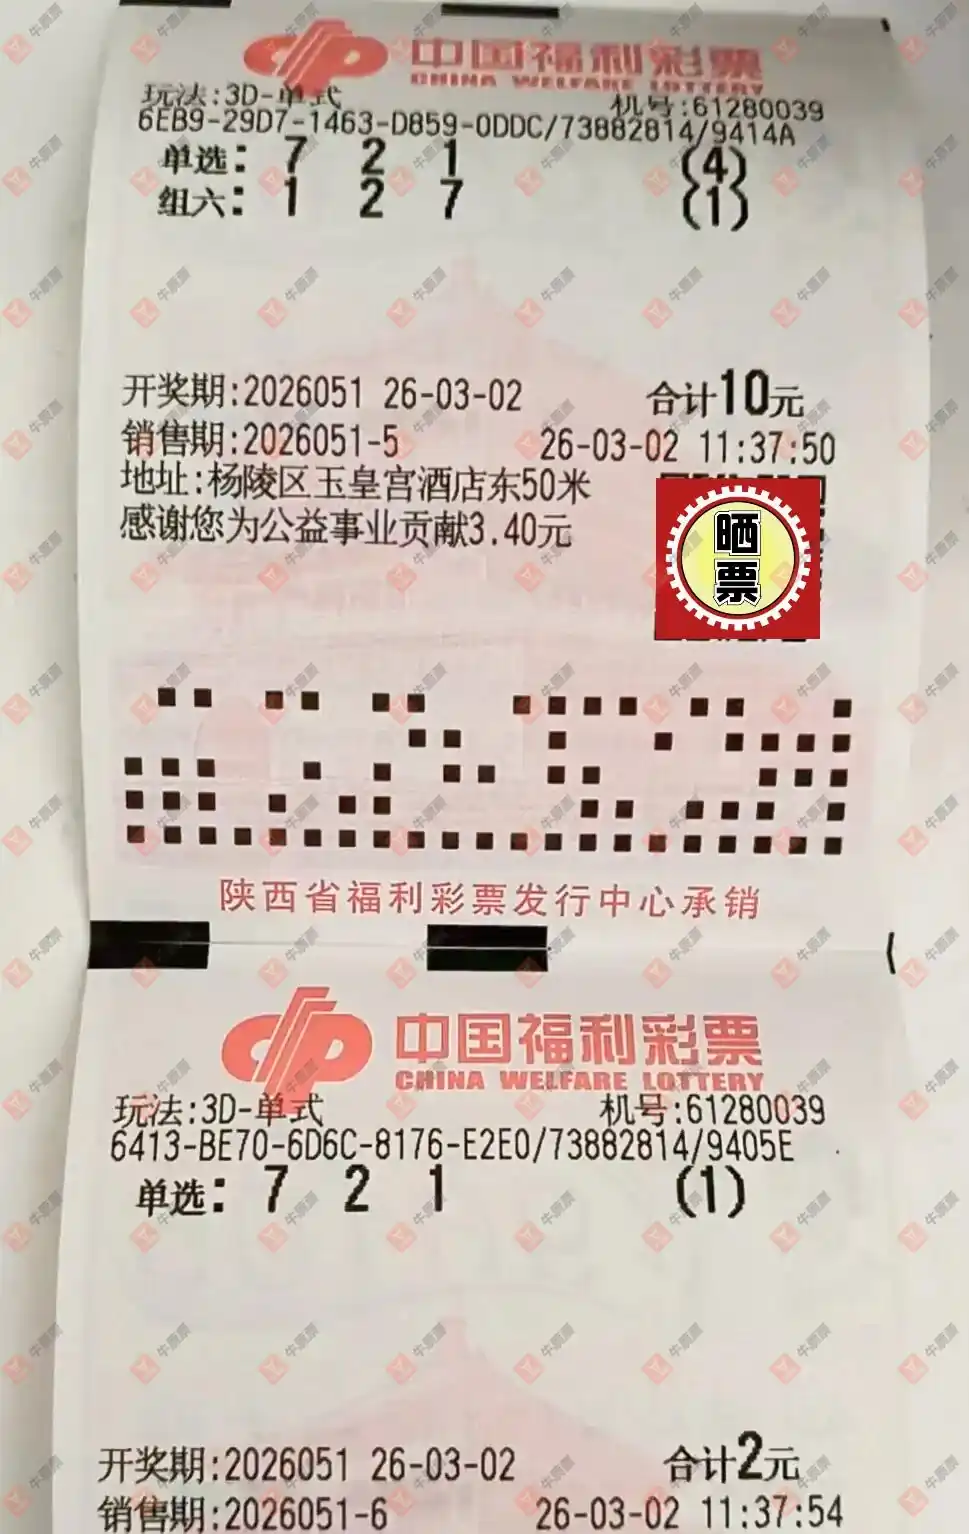 中国福利彩票
CHINA WELFARE LOTTERY
玩法:3D-单式 机号:61280039
6EB9-29D7-1463-D859-0DDC/73882814/9414A
单选: 7 2 1 (4)
组六: 1 2 7 (1)
开奖期:2026051 26-03-02 合计10元
销售期:2026051-5 26-03-02 11:37:50
地址:杨陵区玉皇宫酒店东50米
感谢您为公益事业贡献3.40元
晒票
陕西省福利彩票发行中心承销
中国福利彩票
CHINA WELFARE LOTTERY
玩法:3D-单式 机号:61280039
6413-BE70-6D6C-8176-E2E0/73882814/9405E
单选: 7 2 1 (1)
开奖期:2026051 26-03-02 合计2元
销售期:2026051-6 26-03-02 11:37:54